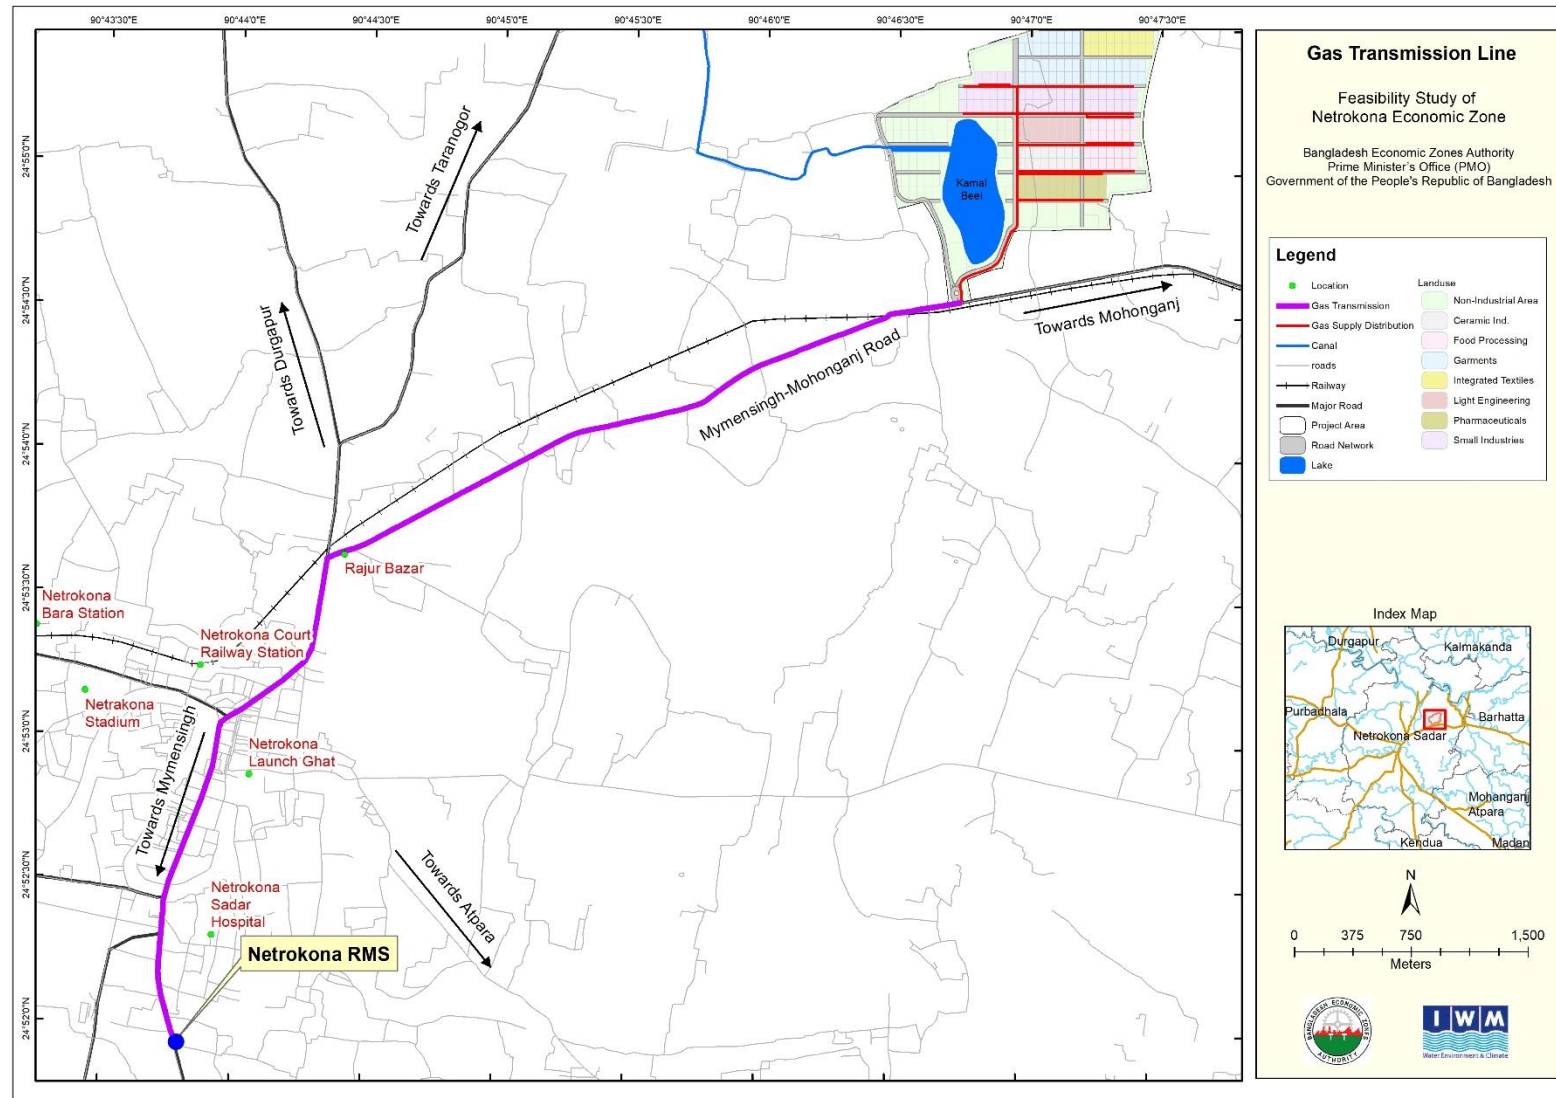 90°43'30"E
90°44'0"E
90°44'30"E
90°45'0"E
90°45'30"E
90°46'0"E
90°46'30"E
90°47'0"E
90°47'30"E
24°55'0"N
24°54'30"N
24°54'0"N
24°53'30"N
24°53'0"N
24°52'30"N
24°52'0"N
Towards Taranogor
Towards Durgapur
Kamal
Beel
Towards Mohonganj
Mymensingh-Mohonganj Road
Rajur Bazar
Netrokona
Bara Station
Netrokona Court
Railway Station
Netrakona
Stadium
Towards Mymensingh
Netrokona
Launch Ghat
Towards Atpara
Netrokona
Sadar
Hospital
Netrokona RMS
Gas Transmission Line
Feasibility Study of
Netrokona Economic Zone
Bangladesh Economic Zones Authority
Prime Minister's Office (PMO)
Government of the People's Republic of Bangladesh
Legend
Location
Gas Transmission
Gas Supply Distribution
Canal
roads
Railway
Major Road
Project Area
Road Network
Lake
Landuse
Non-Industrial Area
Ceramic Ind.
Food Processing
Garments
Integrated Textiles
Light Engineering
Pharmaceuticals
Small Industries
Index Map
Durgapur
Kalmakanda
Purbadhala
Barhatta
Netrokona Sadar
Mohanganj
Atpara
Kendua
Madan
N
0 375 750 1,500
Meters
BANGLADESH ECONOMIC ZONES
AUTHORITY
IWM
Water Environment & Climate